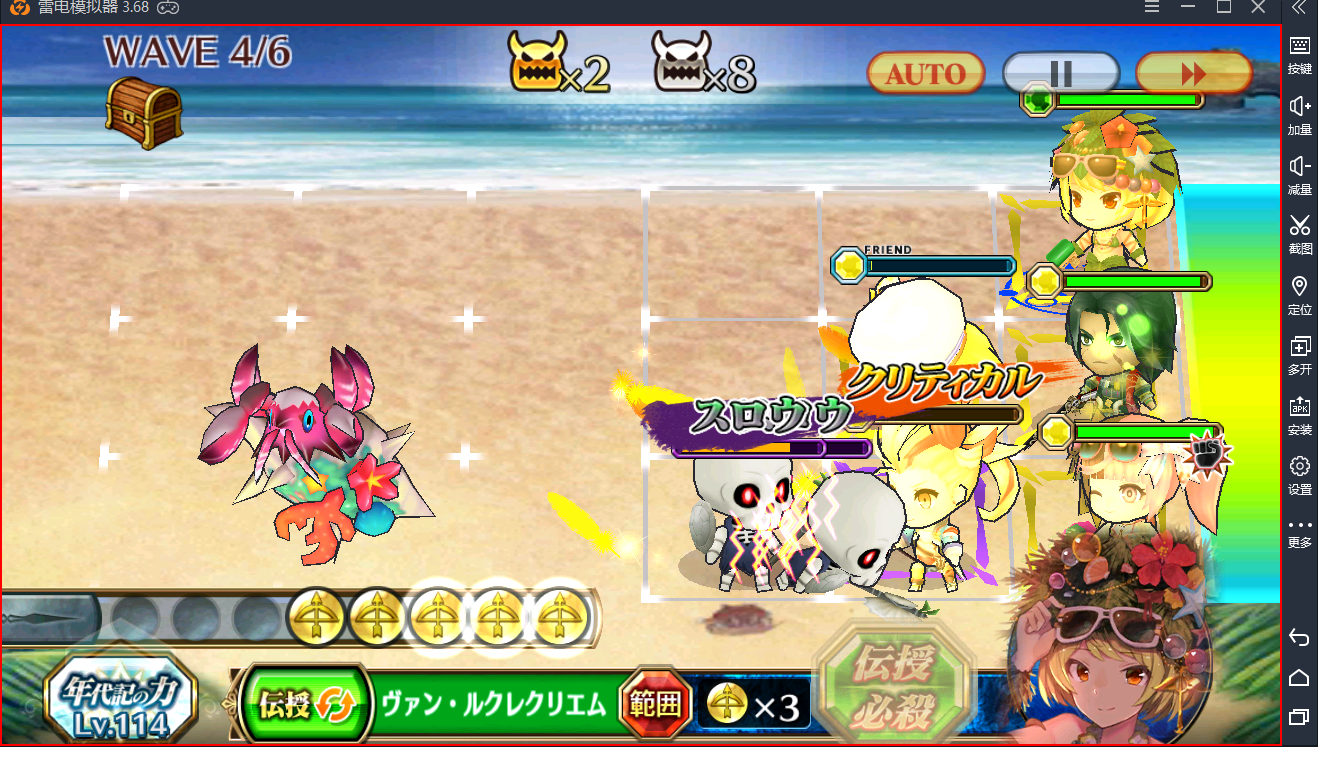 雷电模拟器 3.68
WAVE 4/6
×2
×8
AUTO
FRIEND
クリティカル
スロウゥ
年代記の力
Lv.114
伝授
ヴァン・ルクレクリエム
範囲
×3
伝授
必殺
按键
加量
减量
截图
定位
多开
APK
安装
设置
更多